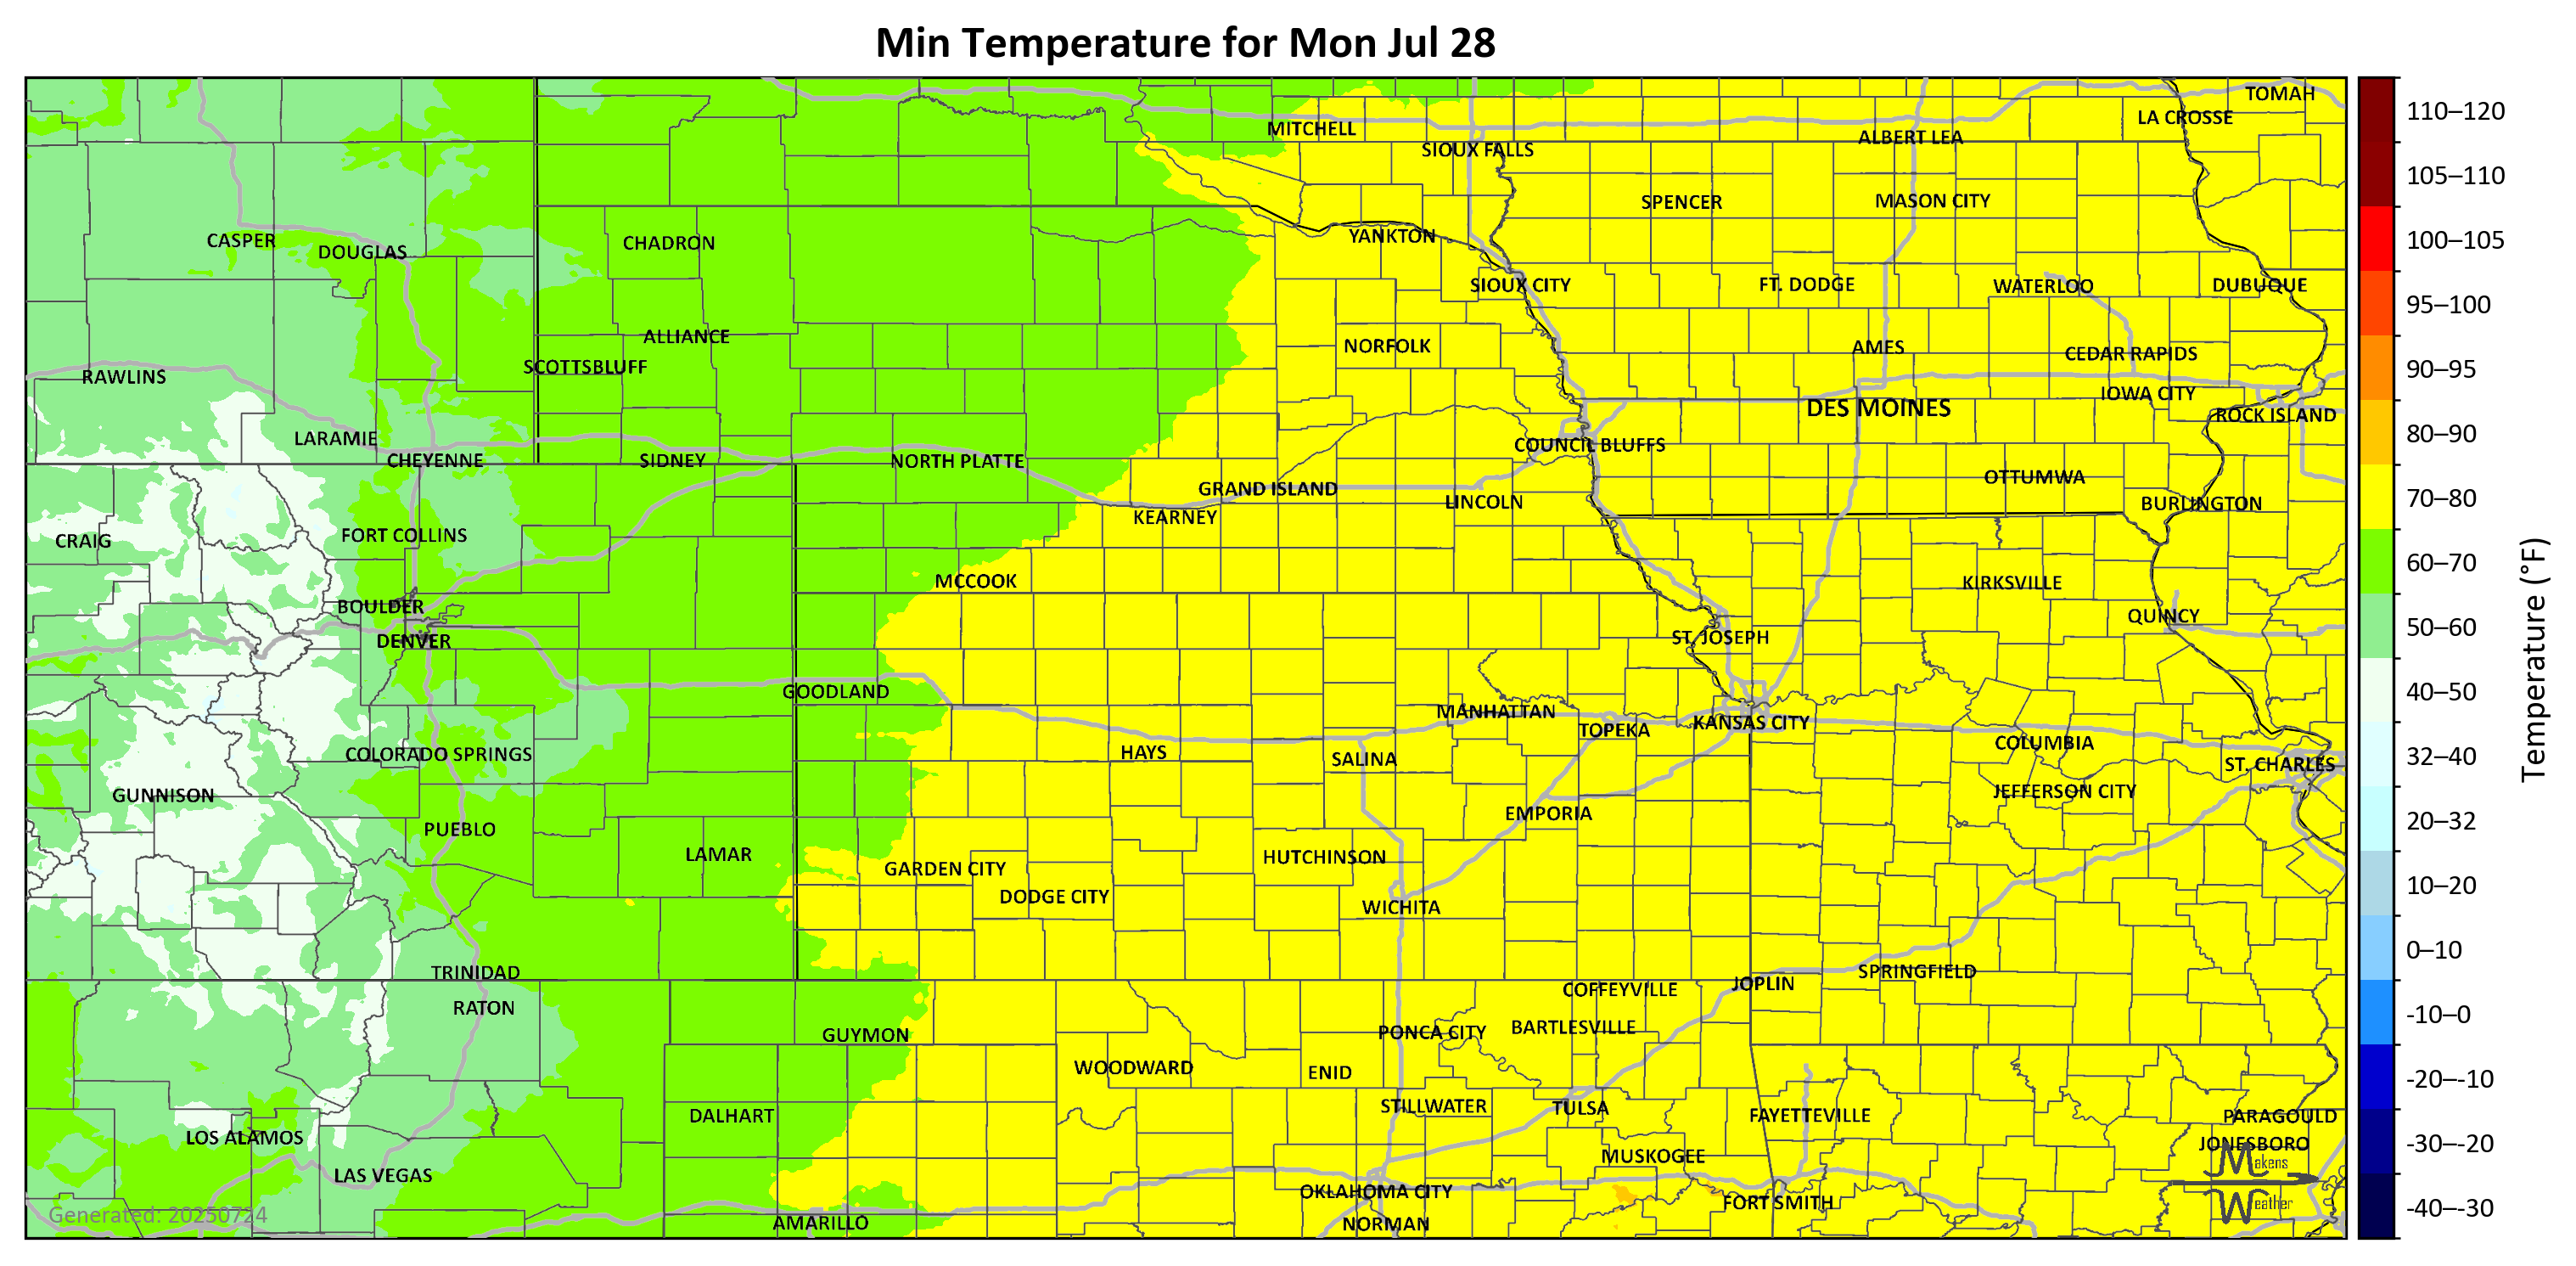 Min Temperature for Mon Jul 28
TOMAH
LA CROSSE
MITCHELL
ALBERT LEA
SIOUX FALLS
SPENCER
MASON CITY
CASPER
DOUGLAS
CHADRON
YANKTON
SIOUX CITY
FT. DODGE
WATERLOO
DUBUQUE
ALLIANCE
NORFOLK
AMES
CEDAR RAPIDS
SCOTTSBLUFF
RAWLINS
IOWA CITY
DES MOINES
ROCK ISLAND
LARAMIE
COUNCIL BLUFFS
CHEYENNE
SIDNEY
NORTH PLATTE
OTTUMWA
GRAND ISLAND
LINCOLN
BURLINGTON
KEARNEY
CRAIG
FORT COLLINS
MCCOOK
KIRKSVILLE
BOULDER
QUINCY
DENVER
ST. JOSEPH
GOODLAND
MANHATTAN
KANSAS CITY
TOPEKA
COLUMBIA
COLORADO SPRINGS
HAYS
SALINA
ST. CHARLES
GUNNISON
JEFFERSON CITY
EMPORIA
PUEBLO
LAMAR
HUTCHINSON
GARDEN CITY
DODGE CITY
WICHITA
TRINIDAD
SPRINGFIELD
JOPLIN
COFFEYVILLE
RATON
GUYMON
PONCA CITY
BARTLESVILLE
WOODWARD
ENID
STILLWATER
TULSA
DALHART
FAYETTEVILLE
PARAGOULD
LOS ALAMOS
JONESBORO
MUSKOGEE
LAS VEGAS
OKLAHOMA CITY
FORT SMITH
AMARILLO
NORMAN
Generated: 20250724
Makens
Weather
110–120
105–110
100–105
95–100
90–95
80–90
70–80
60–70
50–60
40–50
32–40
20–32
10–20
0–10
-10–0
-20–-10
-30–-20
-40–-30
Temperature (°F)